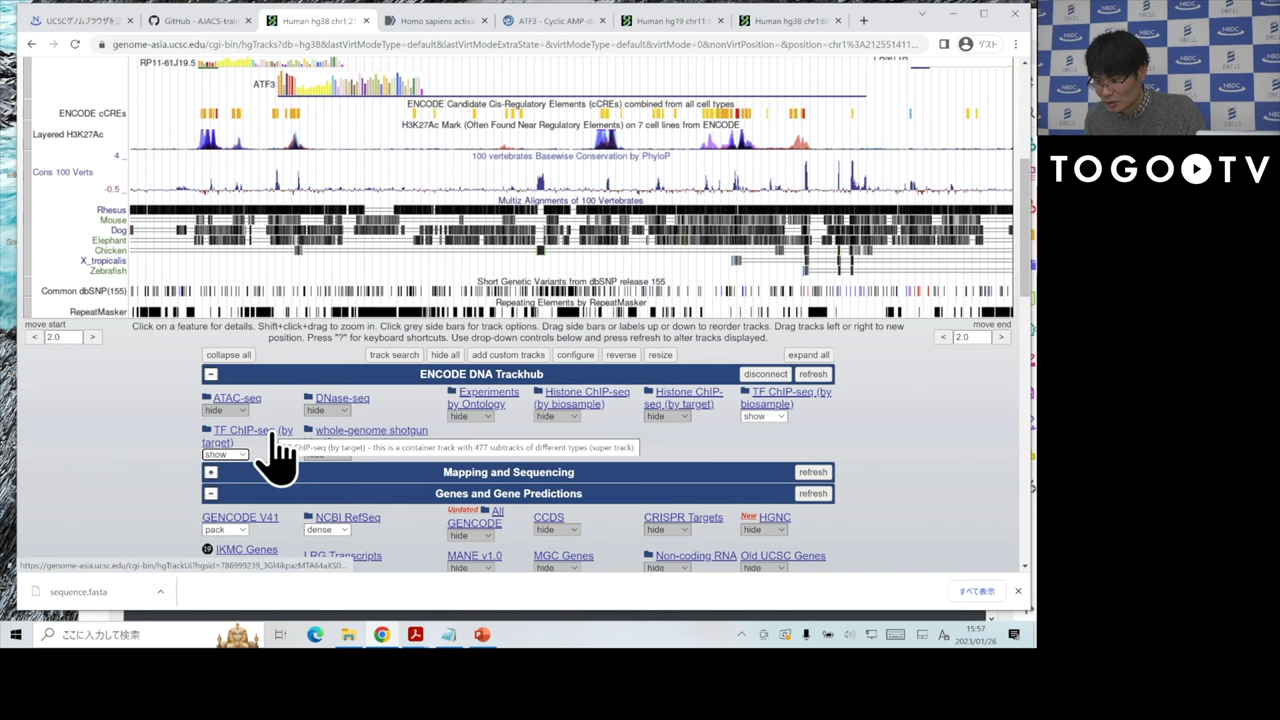 UCSCゲノムブラウザを
GitHub - AJACS-train
Human hg38 chr1:21
Homo sapiens activa
ATF3 - Cyclic AMP-d
Human hg19 chr11:5
Human hg38 chr1:6
genome-asia.ucsc.edu/cgi-bin/hgTracks?db=hg38&lastVirtModeType=default&lastVirtModeExtraState=&virtModeType=default&virtMode=0&nonVirtPosition=&position=chr1%3A212551411...
ゲスト
NBDC
DBCLS
RP11-61J19.5
FAM71A
ATF3
ENCODE Candidate Cis-Regulatory Elements (cCREs) combined from all cell types
ENCODE cCREs
H3K27Ac Mark (Often Found Near Regulatory Elements) on 7 cell lines from ENCODE
Layered H3K27Ac
4 _
100 vertebrates Basewise Conservation by PhyloP
Cons 100 Verts
-0.5 _
Multiz Alignments of 100 Vertebrates
Rhesus
Mouse
Dog
Elephant
Chicken
X_tropicalis
Zebrafish
Short Genetic Variants from dbSNP release 155
Common dbSNP(155)
Repeating Elements by RepeatMasker
RepeatMasker
TOGO TV
move start
< 2.0 >
Click on a feature for details. Shift+click+drag to zoom in. Click grey side bars for track options. Drag side bars or labels up or down to reorder tracks. Drag tracks left or right to new
position. Press "?" for keyboard shortcuts. Use drop-down controls below and press refresh to alter tracks displayed.
move end
< 2.0 >
collapse all
track search
hide all
add custom tracks
configure
reverse
resize
expand all
- ENCODE DNA Trackhub disconnect refresh
ATAC-seq
hide
DNase-seq
hide
Experiments
by Ontology
hide
Histone ChIP-seq
(by biosample)
hide
Histone ChIP-
seq (by target)
hide
TF ChIP-seq (by
biosample)
show
TF ChIP-seq (by
target)
show
whole-genome shotgun
ChIP-seq (by target) - this is a container track with 477 subtracks of different types (super track)
+ Mapping and Sequencing refresh
- Genes and Gene Predictions refresh
GENCODE V41
pack
NCBI RefSeq
dense
Updated All
GENCODE
hide
CCDS
hide
CRISPR Targets
hide
New HGNC
hide
19 IKMC Genes
LRG Transcripts
MANE v1.0
hide
MGC Genes
hide
Non-coding RNA
hide
Old UCSC Genes
hide
https://genome-asia.ucsc.edu/cgi-bin/hgTrackUi?hgsid=786999239_3Gl4ikpazMTA64aXS0...
sequence.fasta
すべて表示
ここに入力して検索
A
15:57
2023/01/26